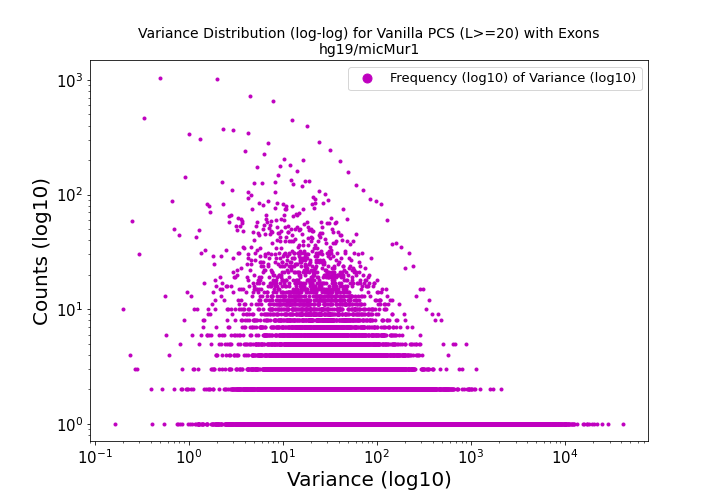 Variance Distribution (log-log) for Vanilla PCS (L>=20) with Exons
hg19/micMur1
Frequency (log10) of Variance (log10)
Counts (log10)
10³
10²
10¹
10⁰
10⁻¹ 10⁰ 10¹ 10² 10³ 10⁴
Variance (log10)